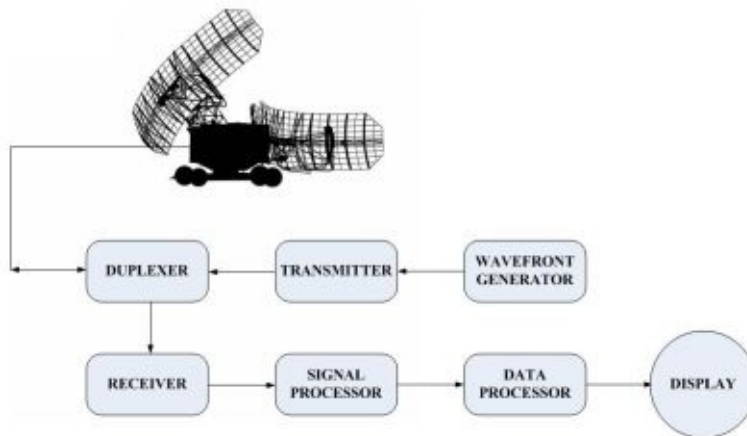 DUPLEXER
TRANSMITTER
WAVEFRONT
GENERATOR
RECEIVER
SIGNAL
PROCESSOR
DATA
PROCESSOR
DISPLAY